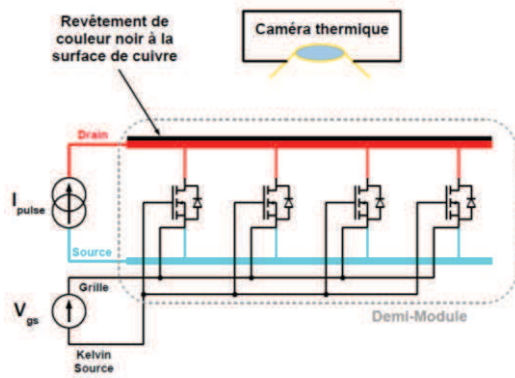 Revêtement de
couleur noir à la
surface de cuivre
Caméra thermique
Drain
I pulse
Source
Grille
V gs
Kelvin
Source
Demi-Module